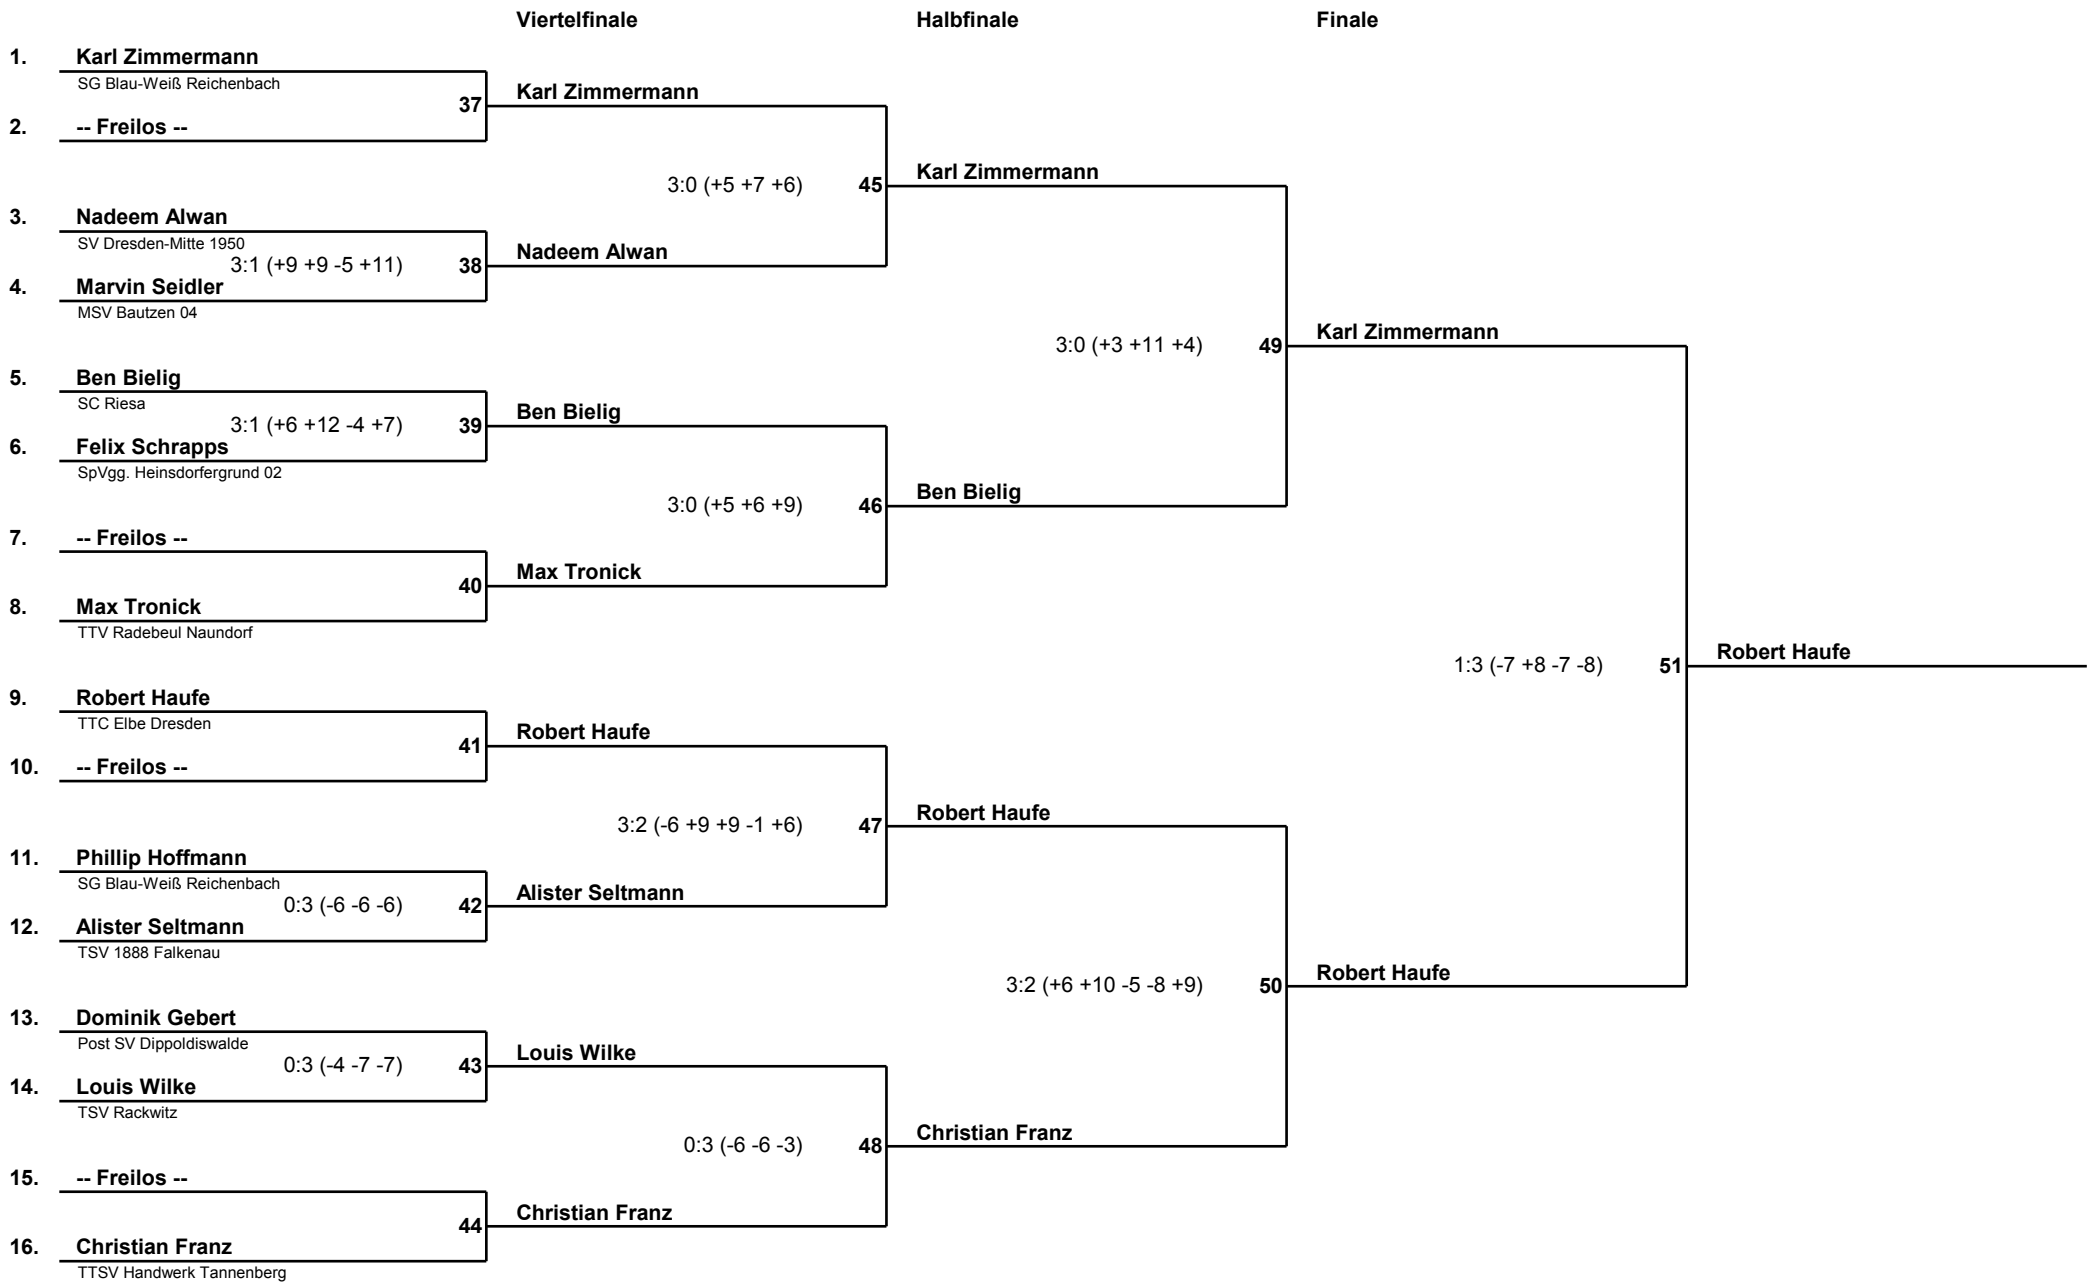 Viertelfinale Halbfinale Finale
1. Karl Zimmermann
SG Blau-Weiß Reichenbach
37 Karl Zimmermann
2. -- Freilos --
3:0 (+5 +7 +6) 45 Karl Zimmermann
3. Nadeem Alwan
SV Dresden-Mitte 1950
3:1 (+9 +9 -5 +11) 38 Nadeem Alwan
4. Marvin Seidler
MSV Bautzen 04
3:0 (+3 +11 +4) 49 Karl Zimmermann
5. Ben Bielig
SC Riesa
3:1 (+6 +12 -4 +7) 39 Ben Bielig
6. Felix Schrapps
SpVgg. Heinsdorfergrund 02
3:0 (+5 +6 +9) 46 Ben Bielig
7. -- Freilos --
40 Max Tronick
8. Max Tronick
TTV Radebeul Naundorf
1:3 (-7 +8 -7 -8) 51 Robert Haufe
9. Robert Haufe
TTC Elbe Dresden
41 Robert Haufe
10. -- Freilos --
3:2 (-6 +9 +9 -1 +6) 47 Robert Haufe
11. Phillip Hoffmann
SG Blau-Weiß Reichenbach
0:3 (-6 -6 -6) 42 Alister Seltmann
12. Alister Seltmann
TSV 1888 Falkenau
3:2 (+6 +10 -5 -8 +9) 50 Robert Haufe
13. Dominik Gebert
Post SV Dippoldiswalde
0:3 (-4 -7 -7) 43 Louis Wilke
14. Louis Wilke
TSV Rackwitz
0:3 (-6 -6 -3) 48 Christian Franz
15. -- Freilos --
44 Christian Franz
16. Christian Franz
TTSV Handwerk Tannenberg